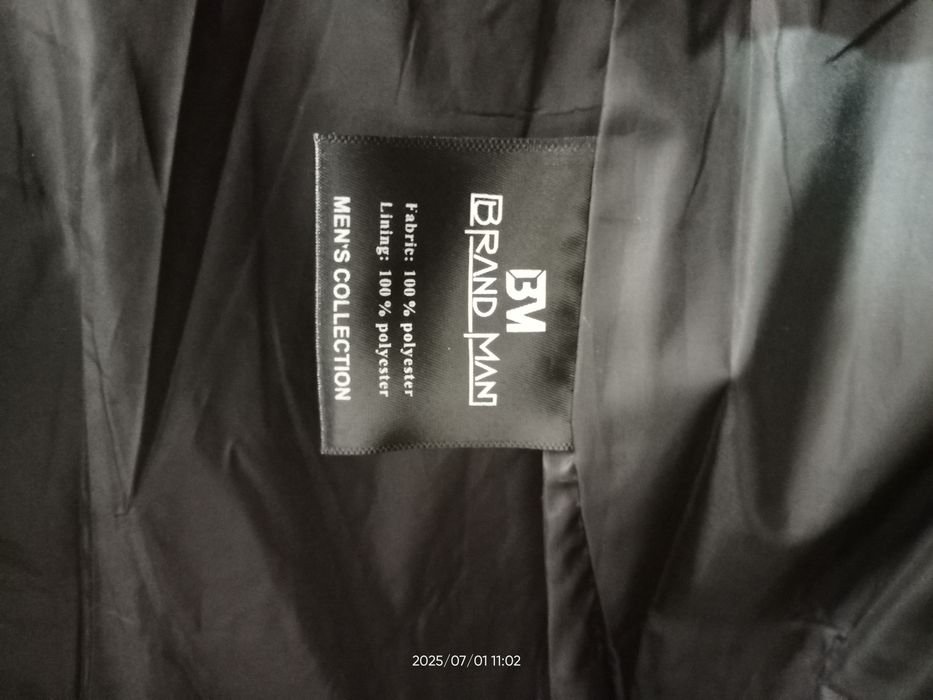 BM
BRAND MAN
Fabric: 100% polyester
Lining: 100% polyester
MEN'S COLLECTION
2025/07/01 11:02